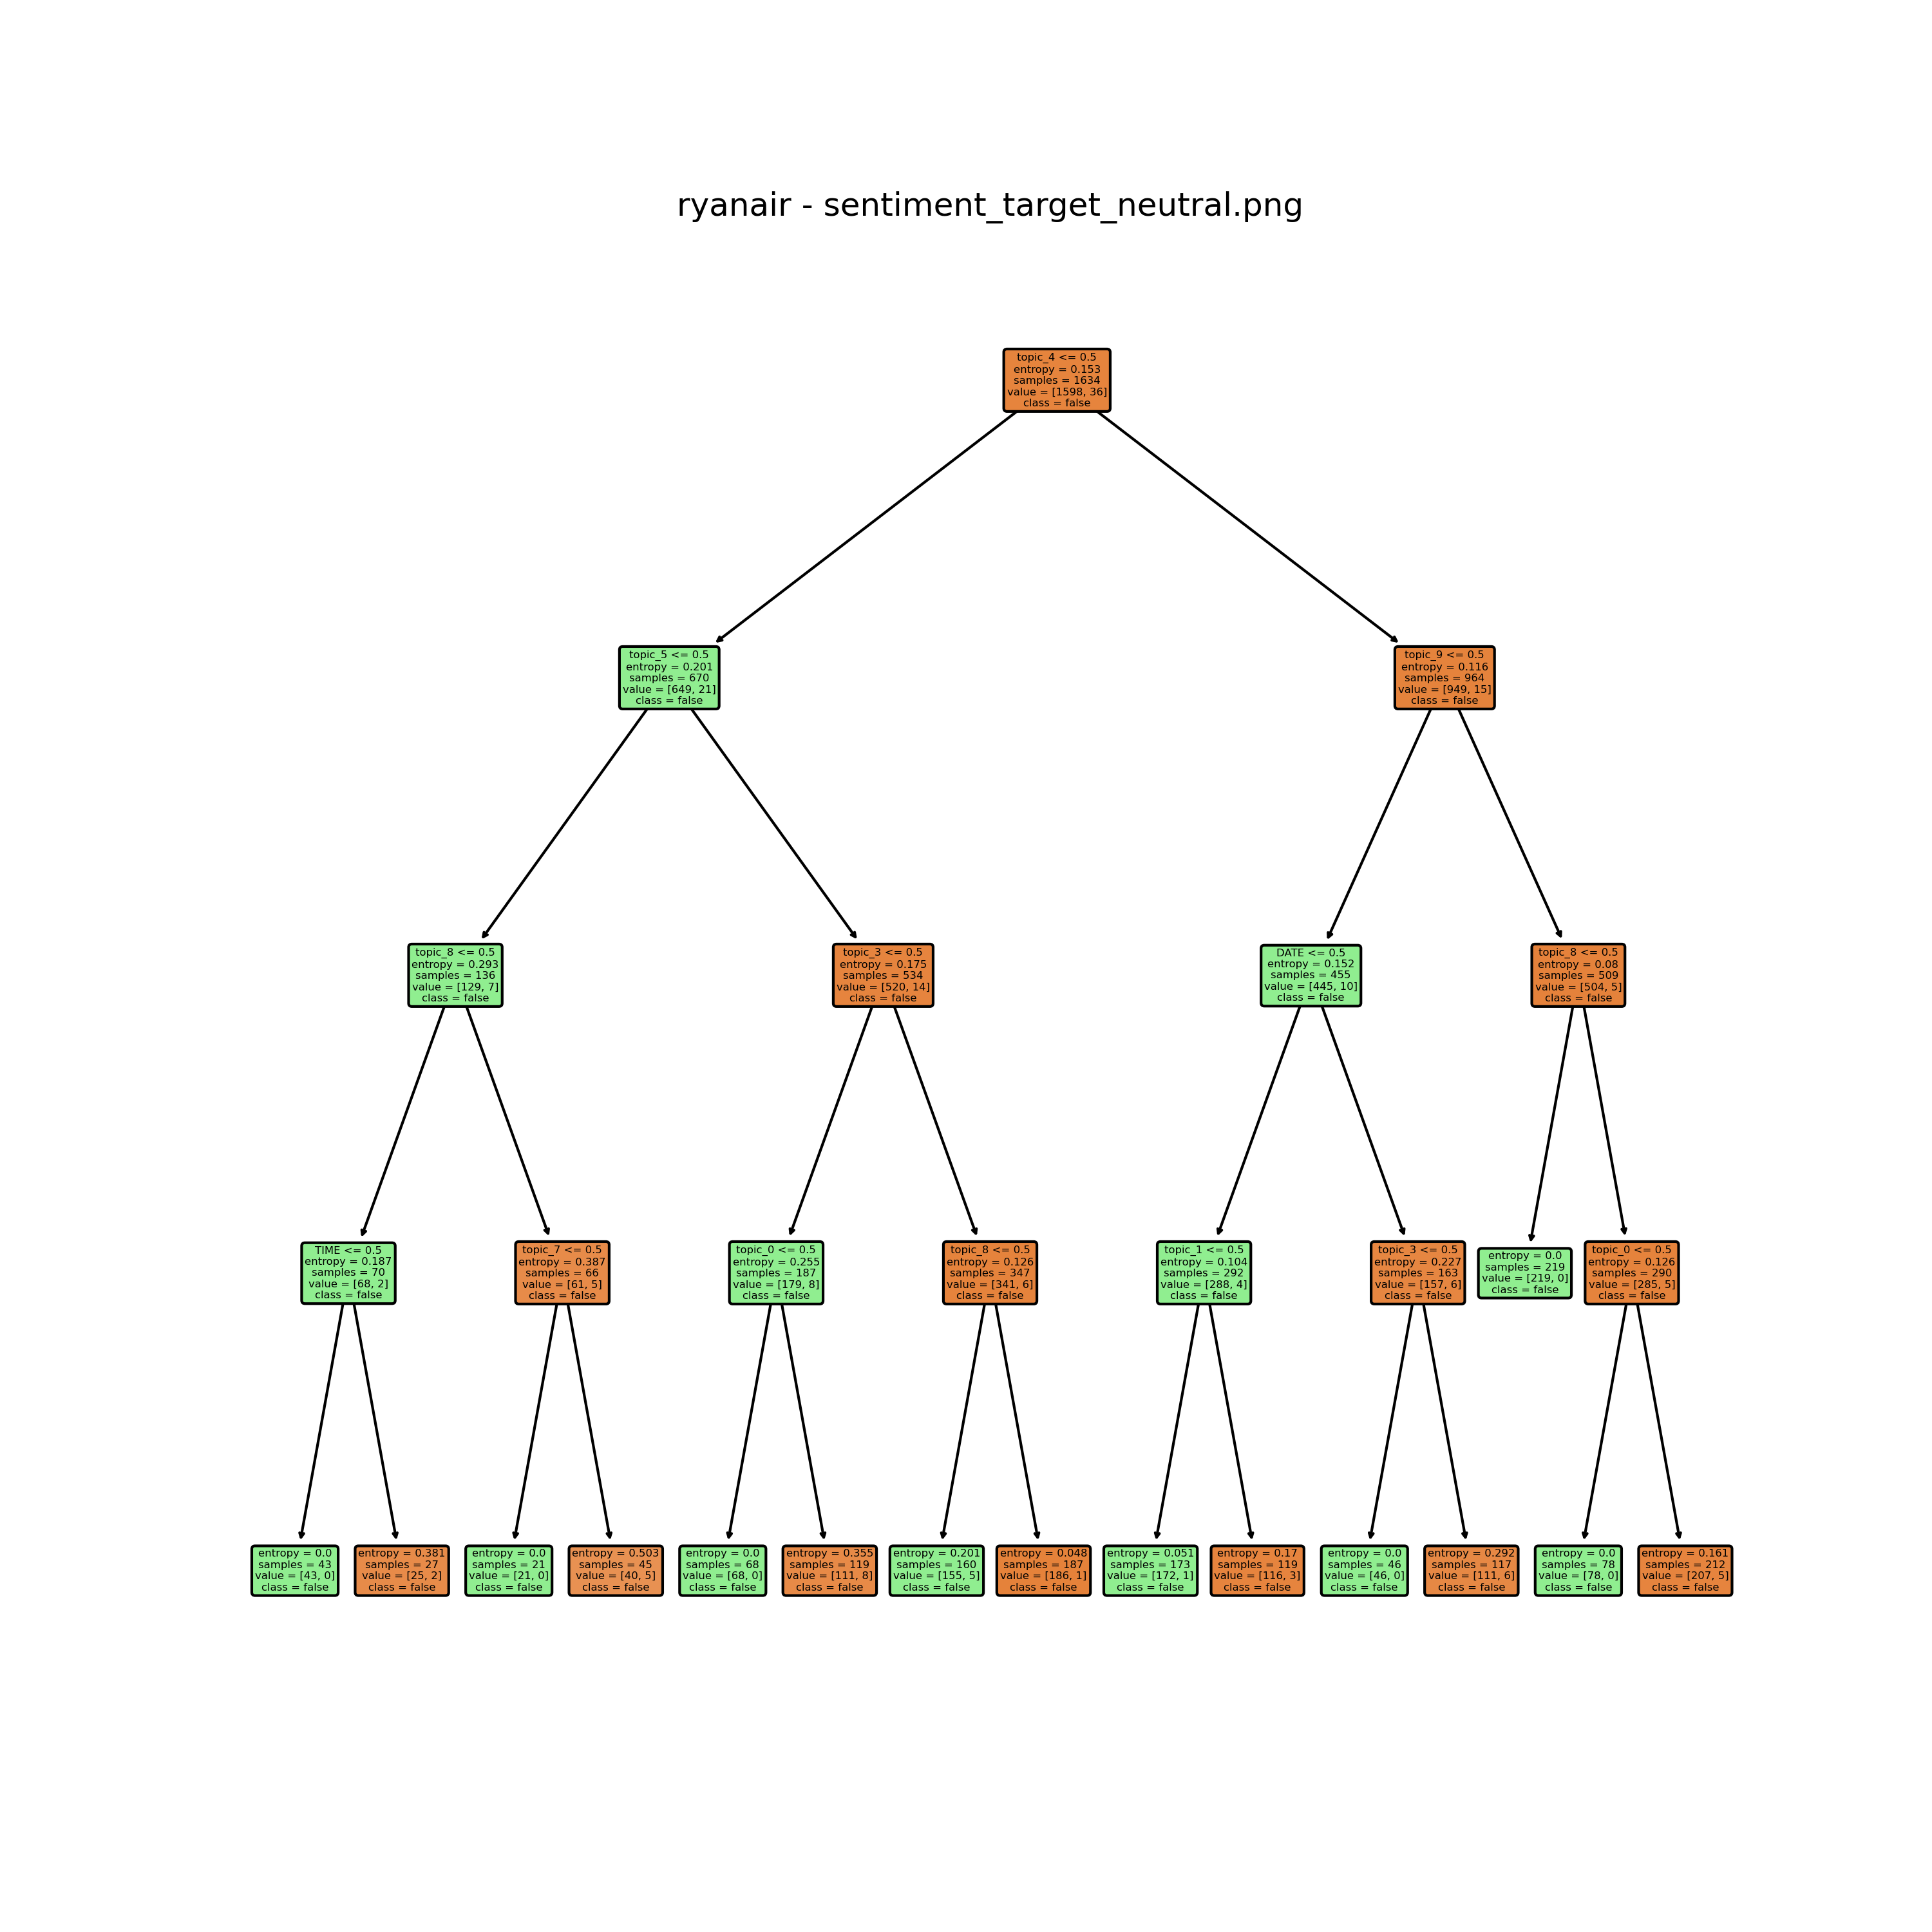 ryanair - sentiment_target_neutral.png
topic_4 <= 0.5
entropy = 0.153
samples = 1634
value = [1598, 36]
class = false
topic_5 <= 0.5
entropy = 0.201
samples = 670
value = [649, 21]
class = false
topic_9 <= 0.5
entropy = 0.116
samples = 964
value = [949, 15]
class = false
topic_8 <= 0.5
entropy = 0.293
samples = 136
value = [129, 7]
class = false
topic_3 <= 0.5
entropy = 0.175
samples = 534
value = [520, 14]
class = false
DATE <= 0.5
entropy = 0.152
samples = 455
value = [445, 10]
class = false
topic_8 <= 0.5
entropy = 0.08
samples = 509
value = [504, 5]
class = false
TIME <= 0.5
entropy = 0.187
samples = 70
value = [68, 2]
class = false
topic_7 <= 0.5
entropy = 0.387
samples = 66
value = [61, 5]
class = false
topic_0 <= 0.5
entropy = 0.255
samples = 187
value = [179, 8]
class = false
topic_8 <= 0.5
entropy = 0.126
samples = 347
value = [341, 6]
class = false
topic_1 <= 0.5
entropy = 0.104
samples = 292
value = [288, 4]
class = false
topic_3 <= 0.5
entropy = 0.227
samples = 163
value = [157, 6]
class = false
entropy = 0.0
samples = 219
value = [219, 0]
class = false
topic_0 <= 0.5
entropy = 0.126
samples = 290
value = [285, 5]
class = false
entropy = 0.0
samples = 43
value = [43, 0]
class = false
entropy = 0.381
samples = 27
value = [25, 2]
class = false
entropy = 0.0
samples = 21
value = [21, 0]
class = false
entropy = 0.503
samples = 45
value = [40, 5]
class = false
entropy = 0.0
samples = 68
value = [68, 0]
class = false
entropy = 0.355
samples = 119
value = [111, 8]
class = false
entropy = 0.201
samples = 160
value = [155, 5]
class = false
entropy = 0.048
samples = 187
value = [186, 1]
class = false
entropy = 0.051
samples = 173
value = [172, 1]
class = false
entropy = 0.17
samples = 119
value = [116, 3]
class = false
entropy = 0.0
samples = 46
value = [46, 0]
class = false
entropy = 0.292
samples = 117
value = [111, 6]
class = false
entropy = 0.0
samples = 78
value = [78, 0]
class = false
entropy = 0.161
samples = 212
value = [207, 5]
class = false